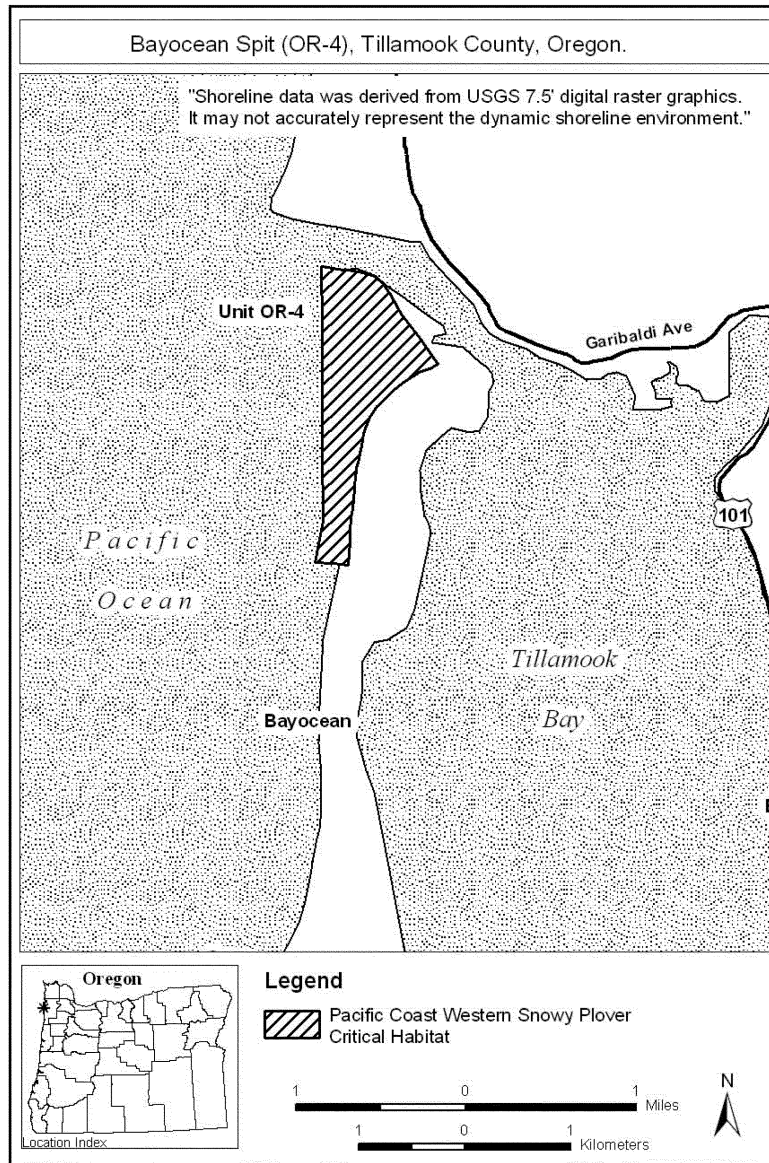 Bayocean Spit (OR-4), Tillamook County, Oregon.
"Shoreline data was derived from USGS 7.5' digital raster graphics.
It may not accurately represent the dynamic shoreline environment."
Unit OR-4
Garibaldi Ave
101
Pacific
Ocean
Tillamook
Bay
Bayocean
Oregon
Location Index
Legend
Pacific Coast Western Snowy Plover
Critical Habitat
1 0 1 Miles
1 0 1 Kilometers
N